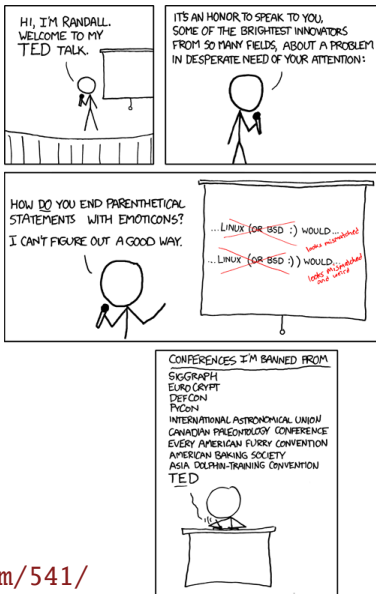 HI, I'M RANDALL.
WELCOME TO MY
TED TALK.
IT'S AN HONOR TO SPEAK TO YOU,
SOME OF THE BRIGHTEST INNOVATORS
FROM SO MANY FIELDS, ABOUT A PROBLEM
IN DESPERATE NEED OF YOUR ATTENTION:
HOW DO YOU END PARENTHETICAL
STATEMENTS WITH EMOTICONS?
I CAN'T FIGURE OUT A GOOD WAY.
...LINUX (OR BSD :) WOULD...
looks mismatched
...LINUX (OR BSD :)) WOULD...
looks mismatched
and weird
CONFERENCES I'M BANNED FROM
SIGGRAPH
EUROCRYPT
DEFCON
PYCON
INTERNATIONAL ASTRONOMICAL UNION
CANADIAN PALEONTOLOGY CONFERENCE
EVERY AMERICAN FURRY CONVENTION
AMERICAN BAKING SOCIETY
ASIA DOLPHIN-TRAINING CONVENTION
TED
m/541/